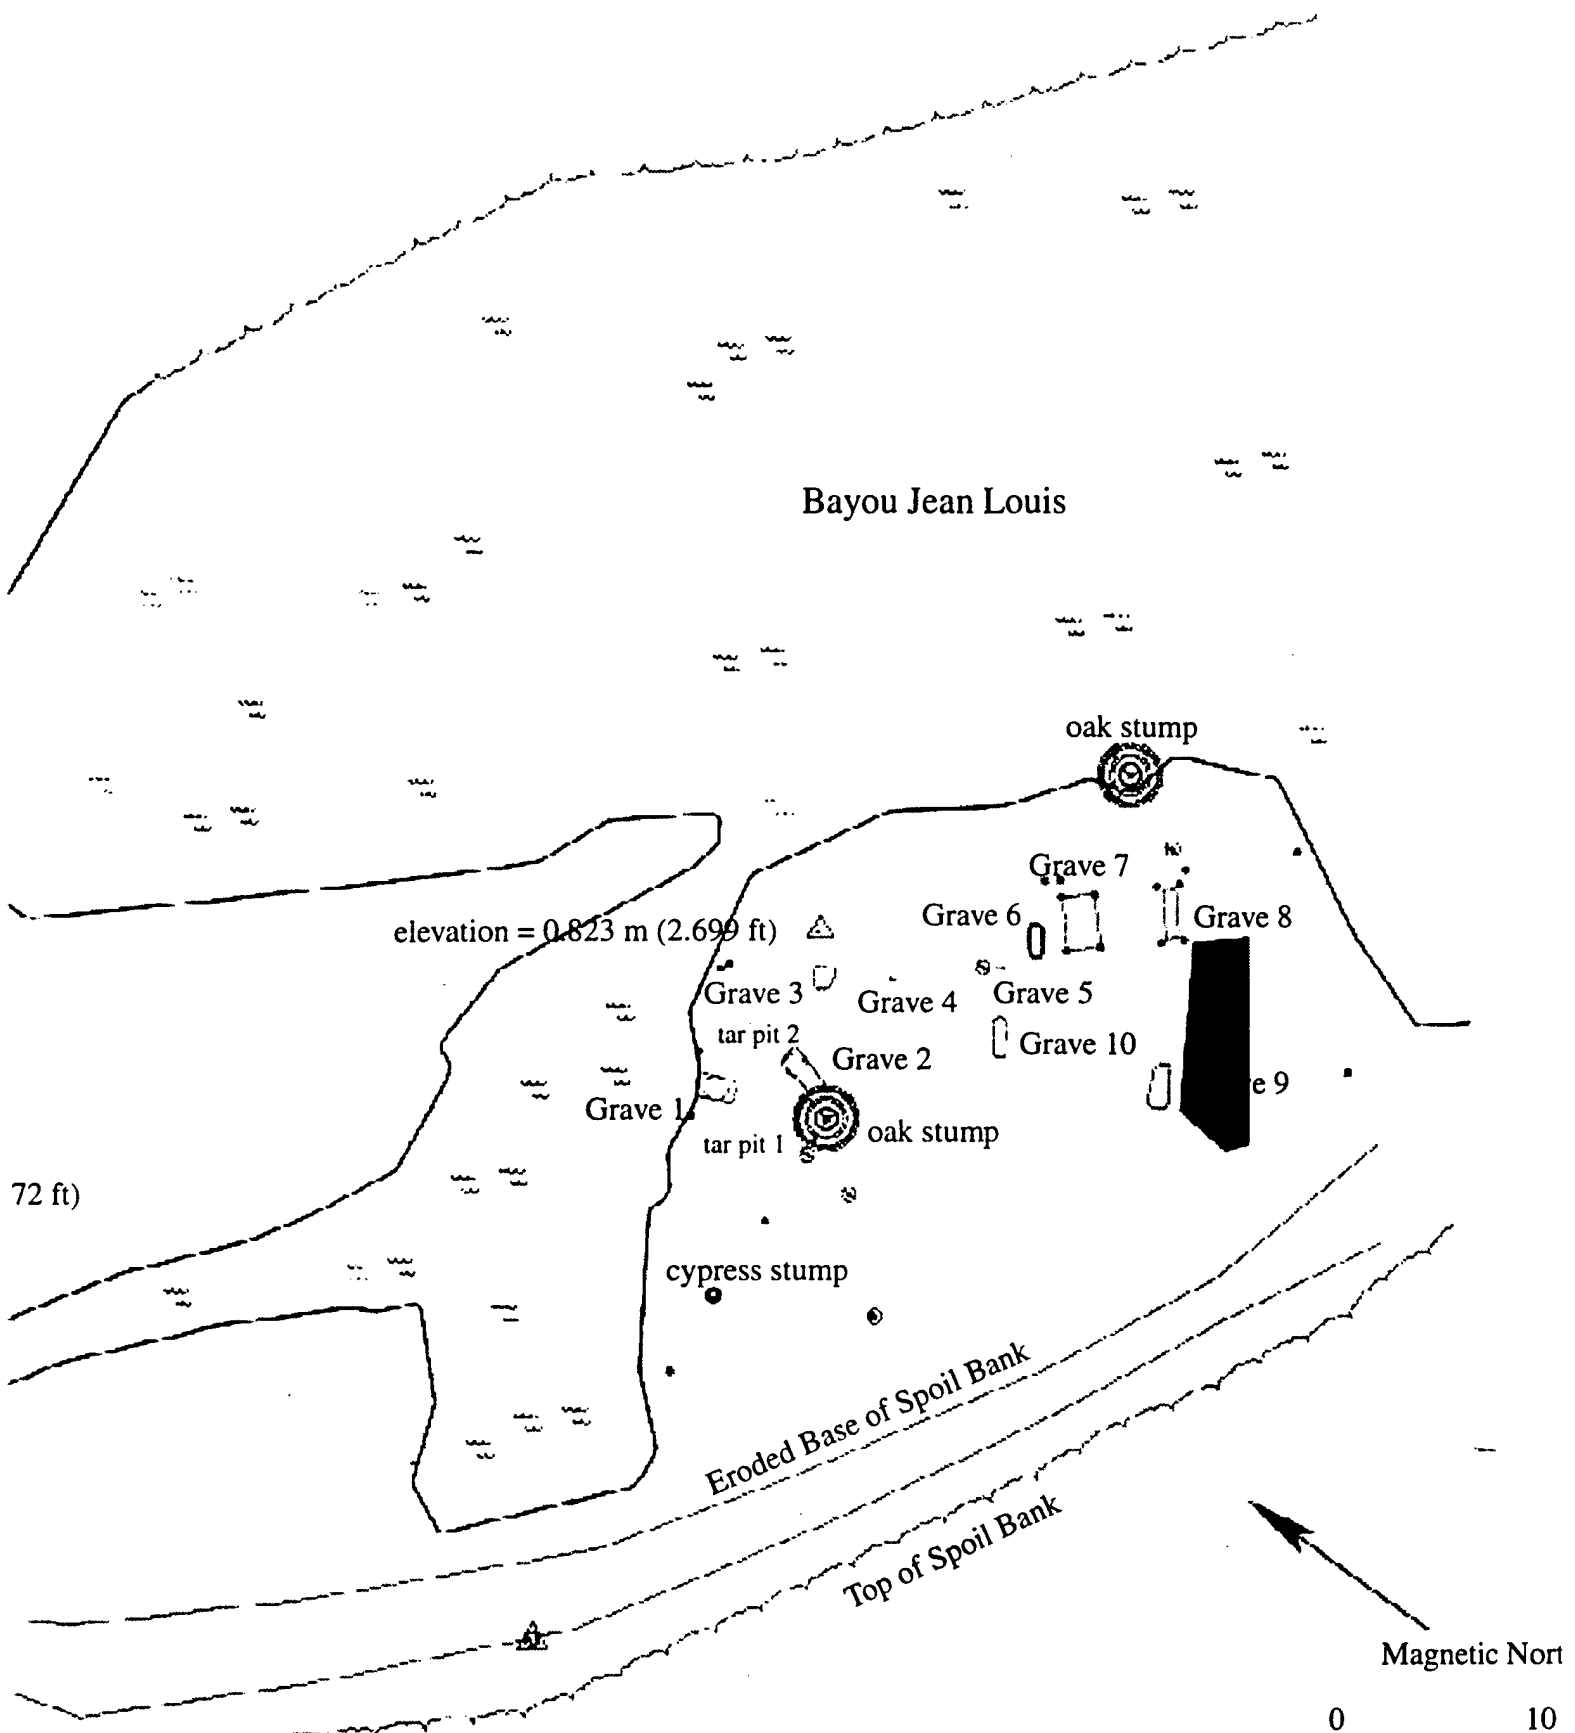 Bayou Jean Louis
oak stump
Grave 7
Grave 6
Grave 8
elevation = 0.823 m (2.699 ft)
Grave 3
Grave 4
Grave 5
tar pit 2
Grave 10
Grave 2
e 9
Grave 1
oak stump
tar pit 1
72 ft)
cypress stump
Eroded Base of Spoil Bank
Top of Spoil Bank
Magnetic Nort
0 10